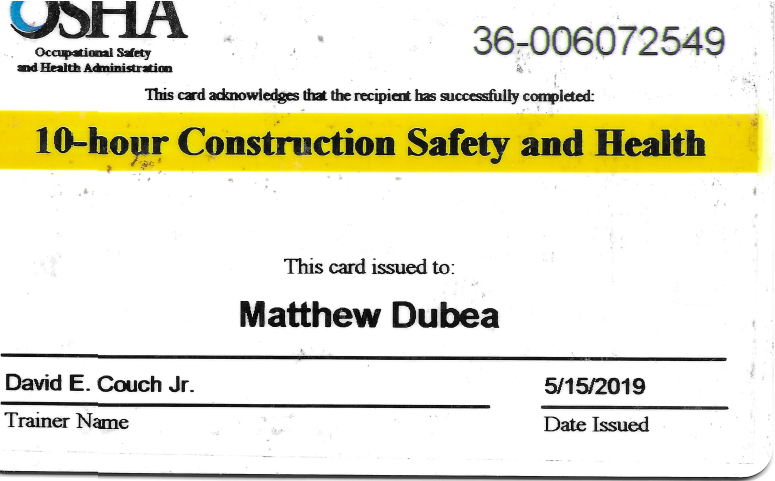 OSHA
Occupational Safety
and Health Administration
36-006072549
This card acknowledges that the recipient has successfully completed:
10-hour Construction Safety and Health
This card issued to:
Matthew Dubea
David E. Couch Jr.
5/15/2019
Trainer Name
Date Issued